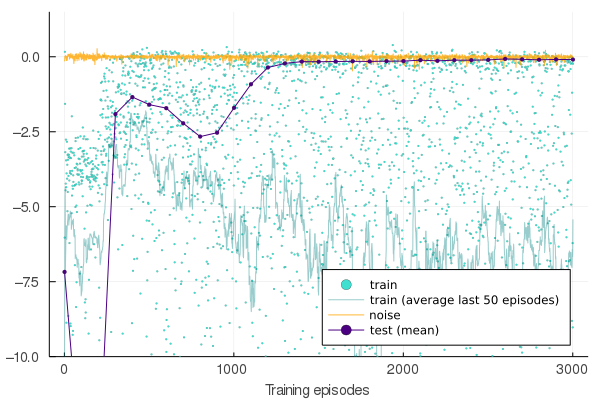 0.0
−2.5
−5.0
−7.5
−10.0
0
1000
2000
3000
Training episodes
train
train (average last 50 episodes)
noise
test (mean)